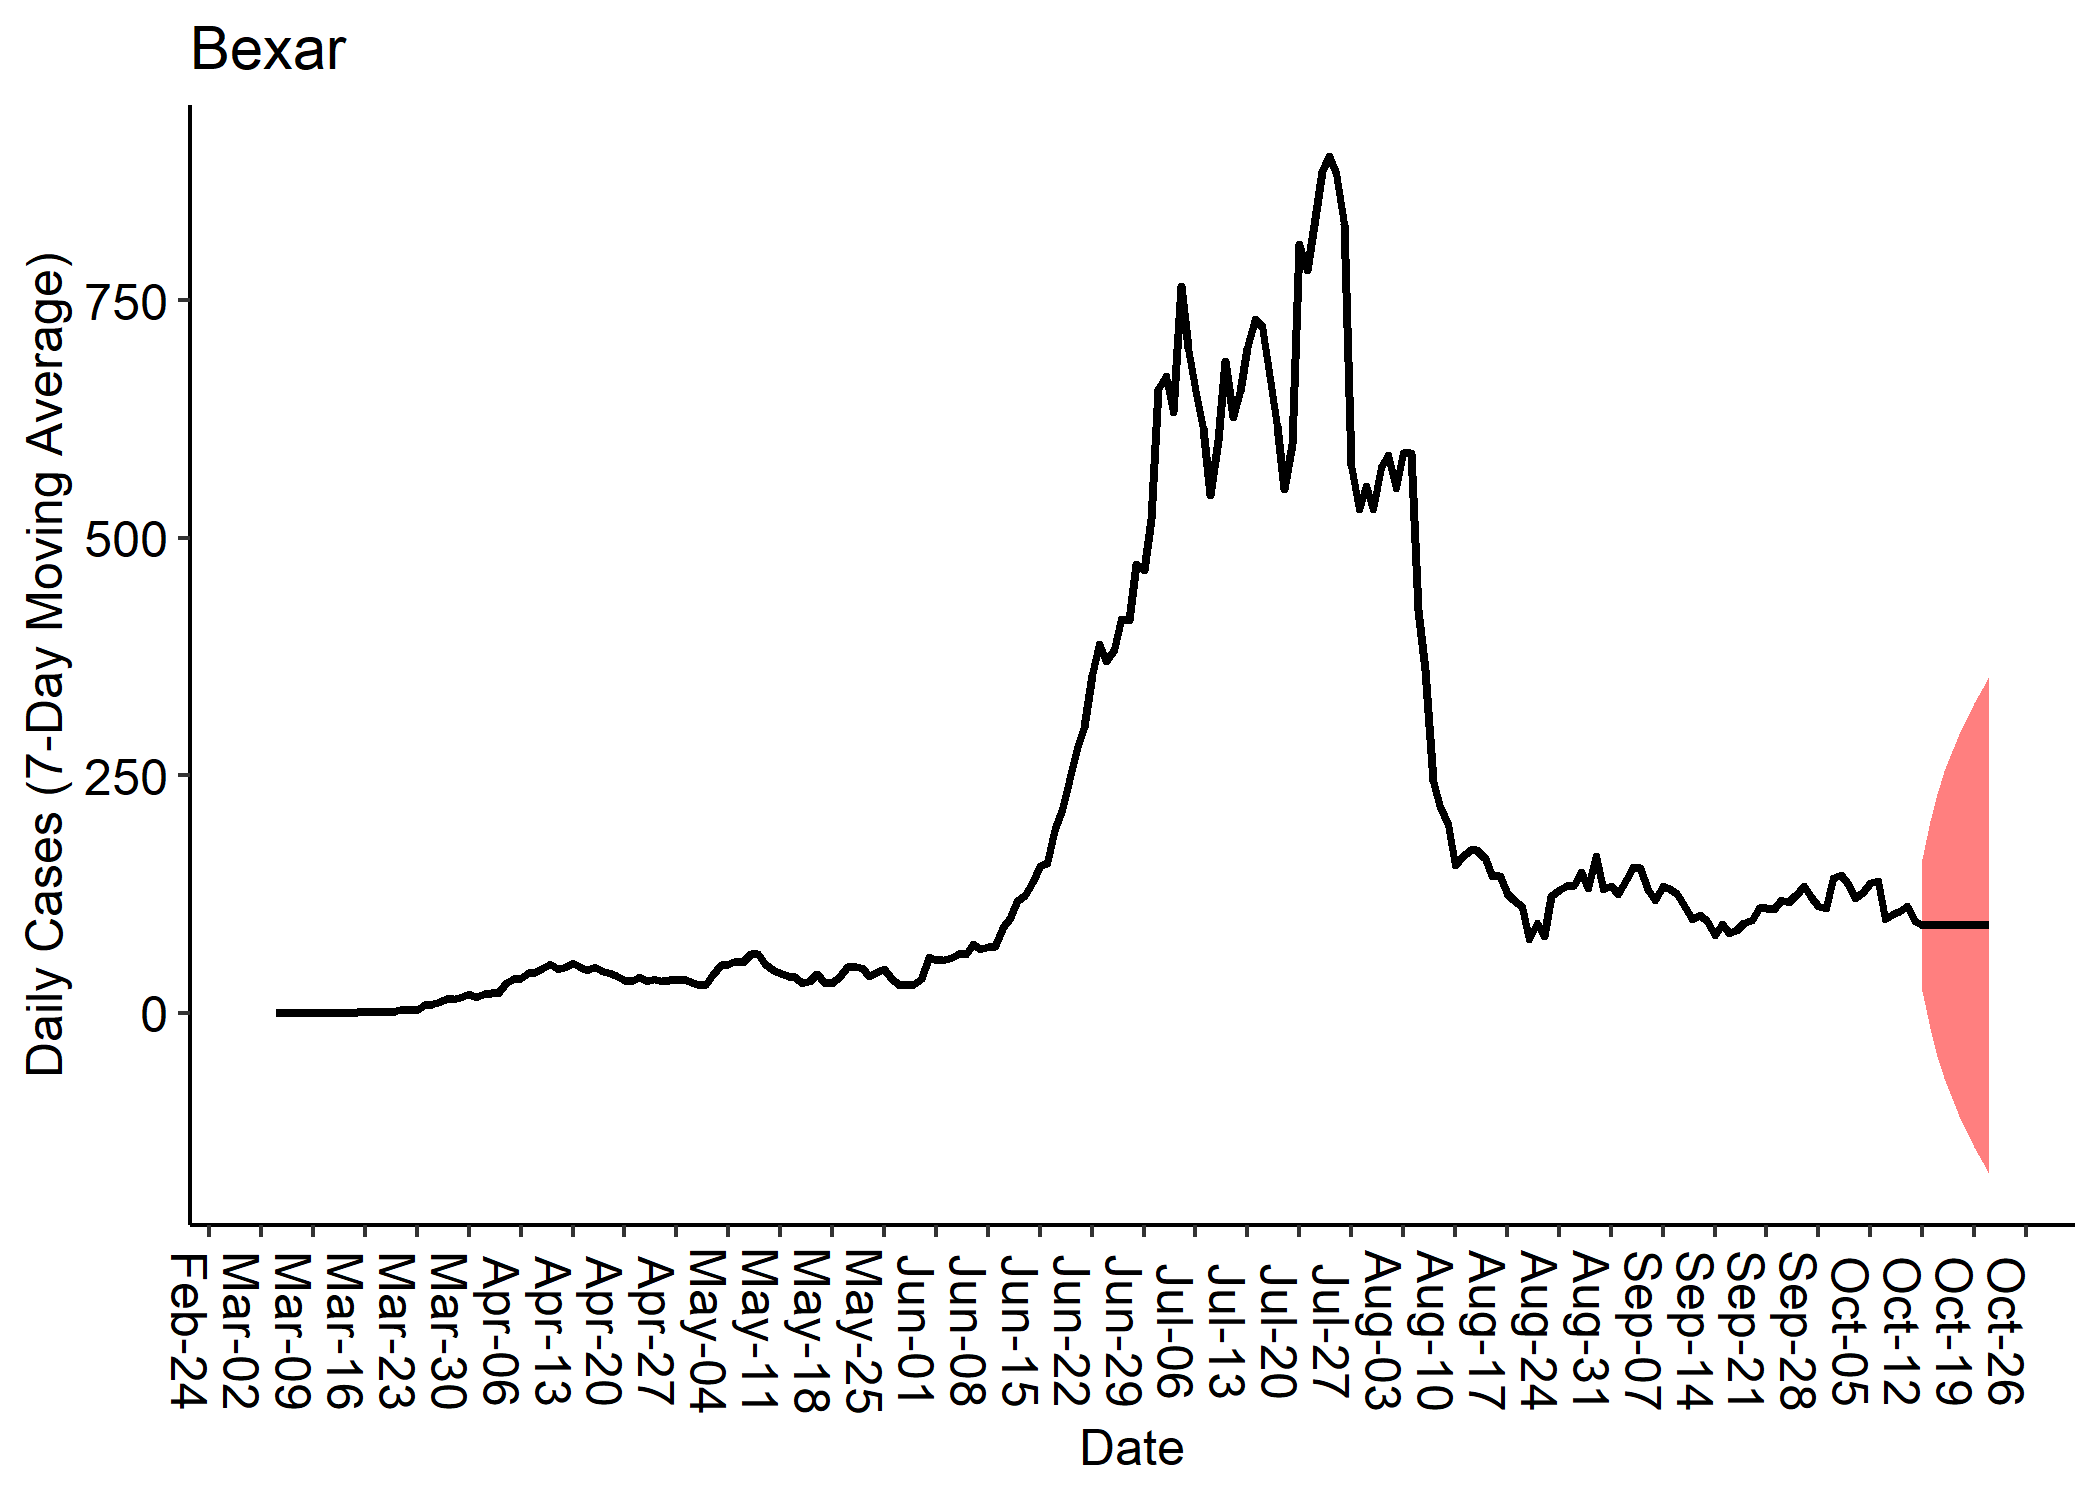 Bexar
Daily Cases (7-Day Moving Average)
750
500
250
0
Feb-24
Mar-02
Mar-09
Mar-16
Mar-23
Mar-30
Apr-06
Apr-13
Apr-20
Apr-27
May-04
May-11
May-18
May-25
Jun-01
Jun-08
Jun-15
Jun-22
Jun-29
Jul-06
Jul-13
Jul-20
Jul-27
Aug-03
Aug-10
Aug-17
Aug-24
Aug-31
Sep-07
Sep-14
Sep-21
Sep-28
Oct-05
Oct-12
Oct-19
Oct-26
Date